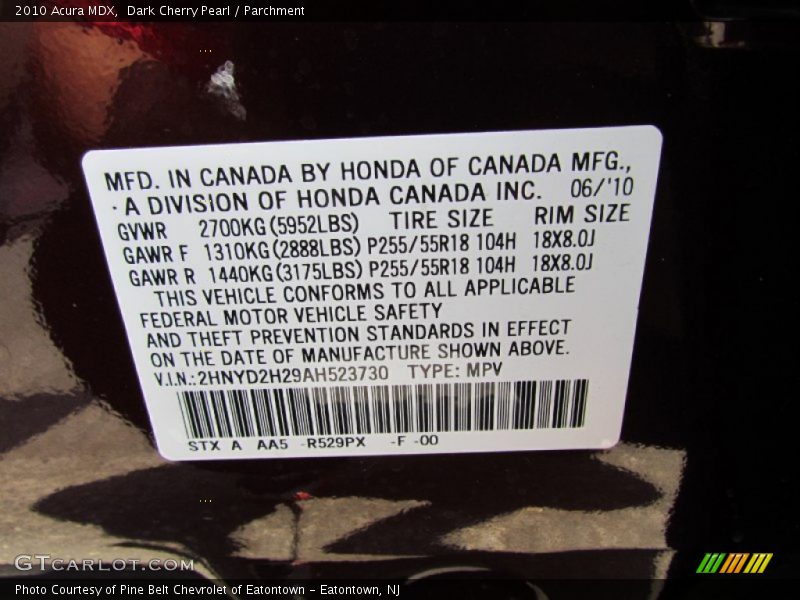 2010 Acura MDX, Dark Cherry Pearl / Parchment
MFD. IN CANADA BY HONDA OF CANADA MFG.,
A DIVISION OF HONDA CANADA INC. 06/'10
GVWR 2700KG(5952LBS) TIRE SIZE RIM SIZE
GAWR F 1310KG(2888LBS) P255/55R18 104H 18X8.0J
GAWR R 1440KG(3175LBS) P255/55R18 104H 18X8.0J
THIS VEHICLE CONFORMS TO ALL APPLICABLE
FEDERAL MOTOR VEHICLE SAFETY
AND THEFT PREVENTION STANDARDS IN EFFECT
ON THE DATE OF MANUFACTURE SHOWN ABOVE.
V.I.N.:2HNYD2H29AH523730 TYPE: MPV
STX A AA5 -R529PX -F -00
GTCARLOT.COM
Photo Courtesy of Pine Belt Chevrolet of Eatontown – Eatontown, NJ